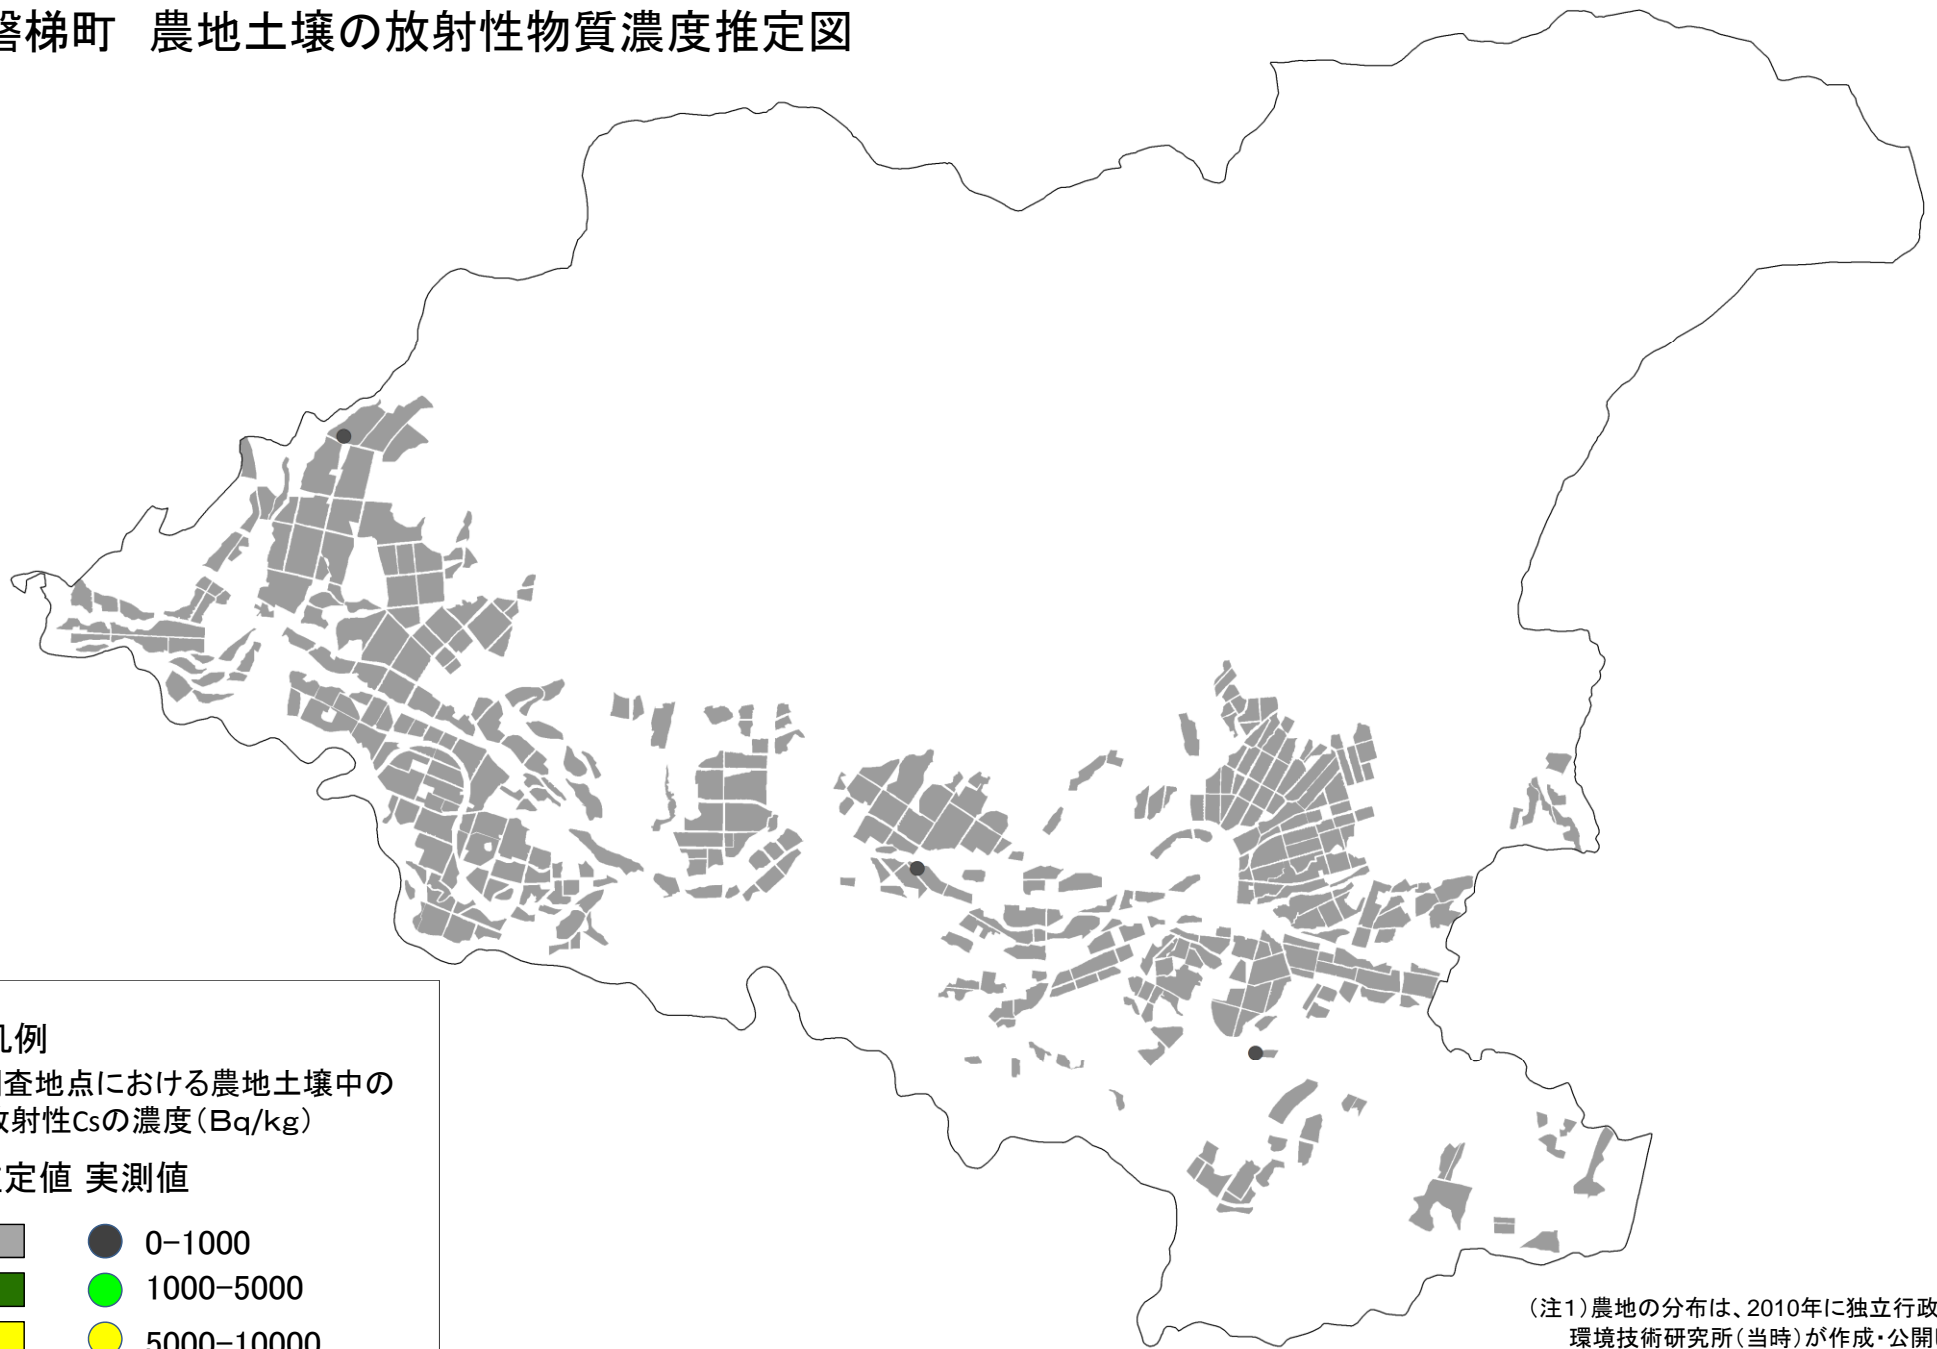 磐梯町 農地土壌の放射性物質濃度推定図
凡例
調査地点における農地土壌中の
放射性Csの濃度(Bq/kg)
推定値 実測値
0-1000
1000-5000
5000-10000
(注1)農地の分布は、2010年に独立行政
環境技術研究所(当時)が作成・公開